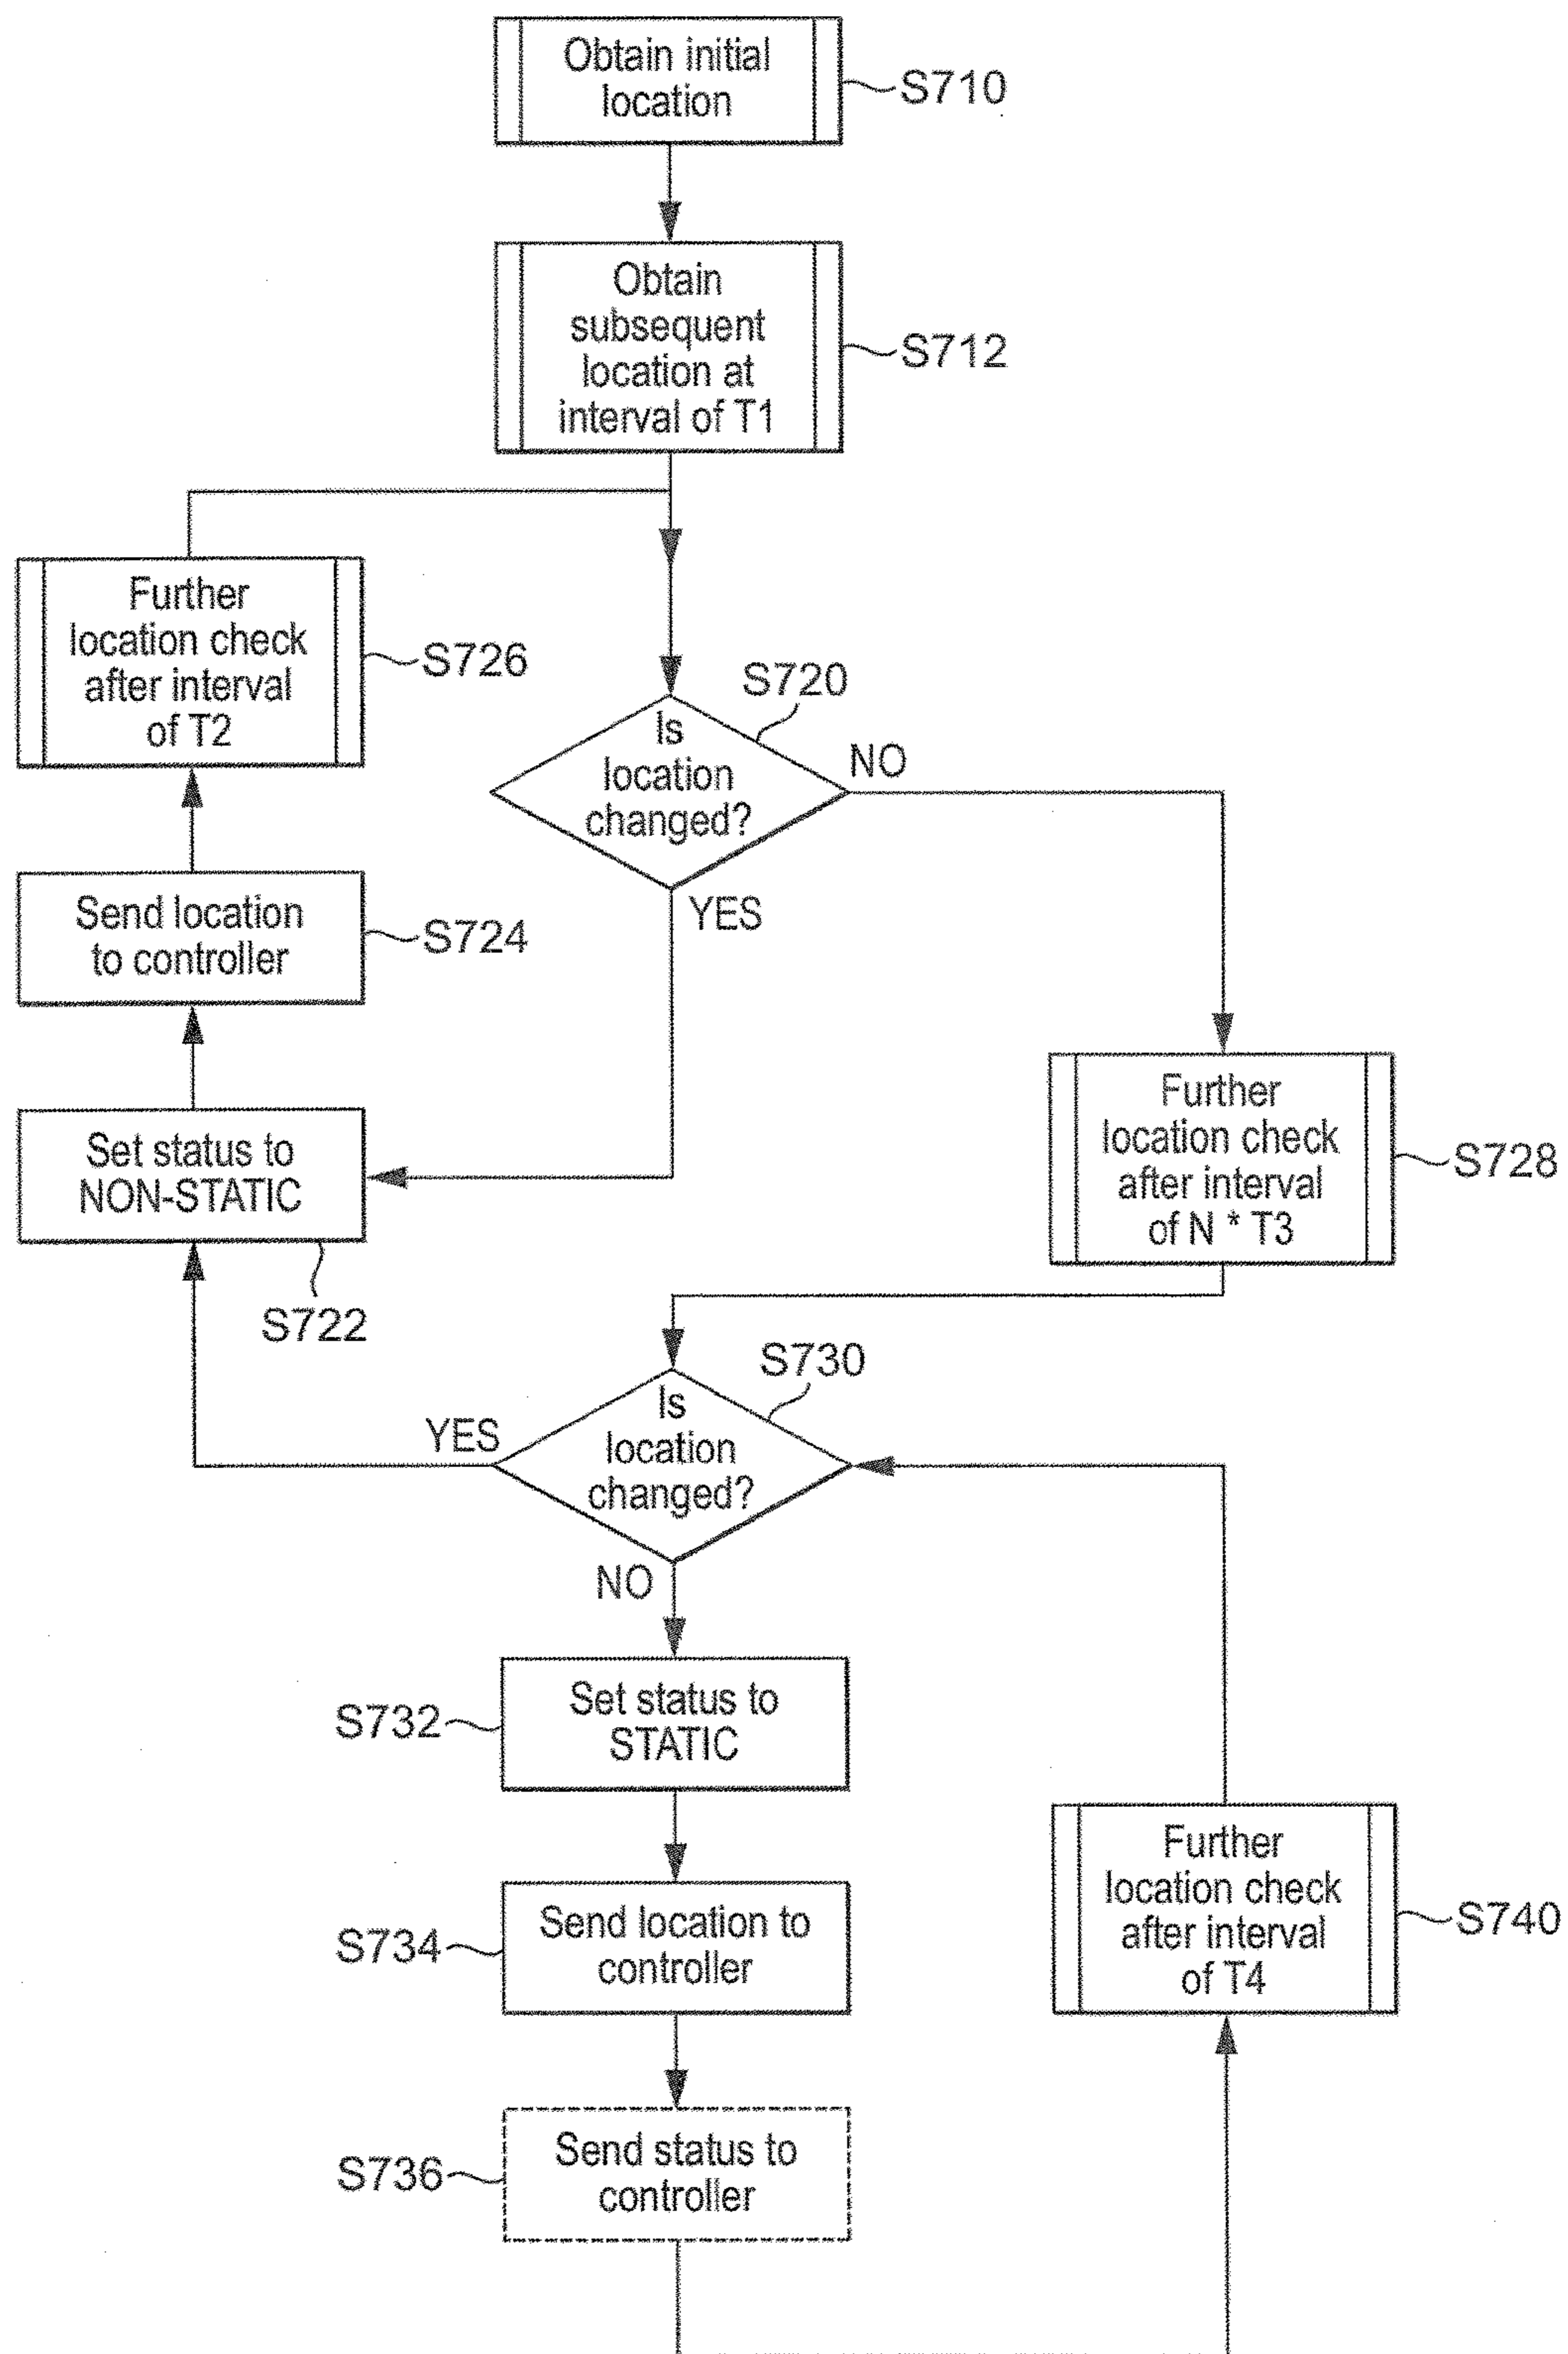 Obtain initial
location
S710
Obtain
subsequent
location at
interval of T1
S712
Further
location check
after interval
of T2
S726
S720
Is
location
changed?
NO
YES
Send location
to controller
S724
Set status to
NON-STATIC
S722
Further
location check
after interval
of N * T3
S728
S730
Is
location
changed?
YES
NO
Set status to
STATIC
S732
Send location to
controller
S734
Further
location check
after interval
of T4
S740
Send status to
controller
S736